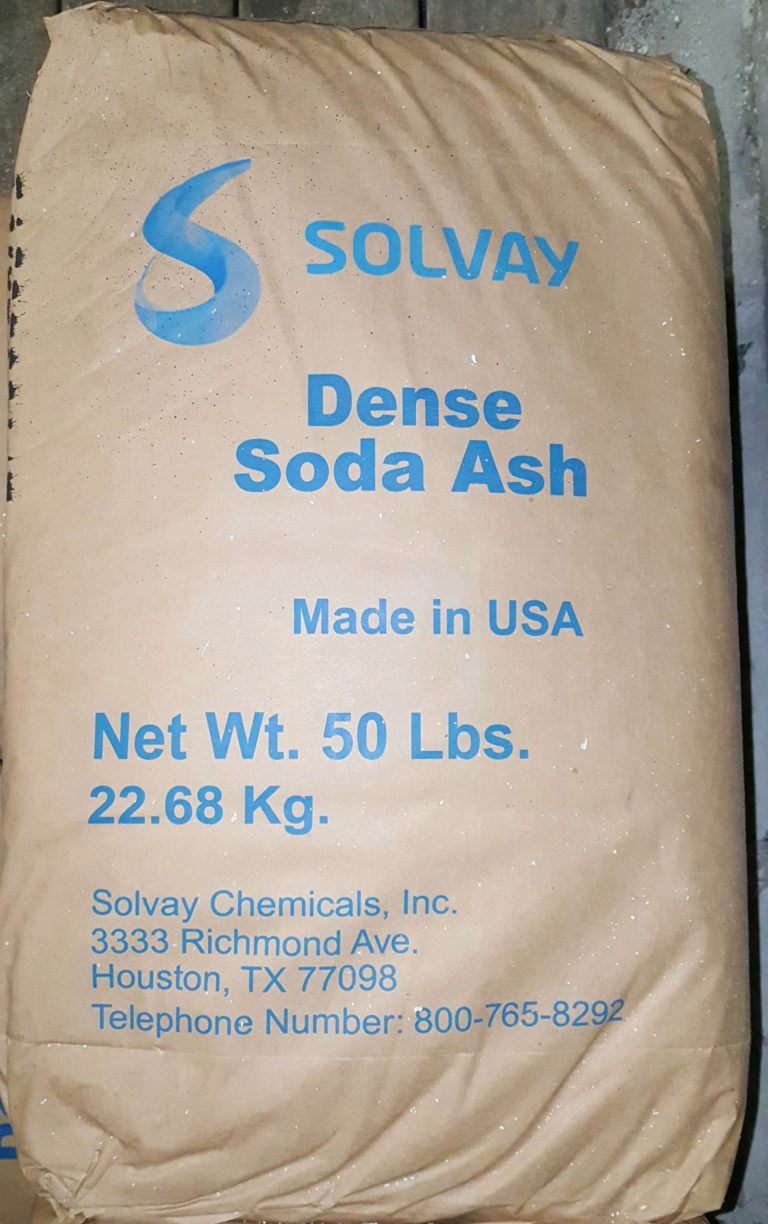 SOLVAY
Dense
Soda Ash
Made in USA
Net Wt. 50 Lbs.
22.68 Kg.
Solvay Chemicals, Inc.
3333 Richmond Ave.
Houston, TX 77098
Telephone Number: 800-765-8292